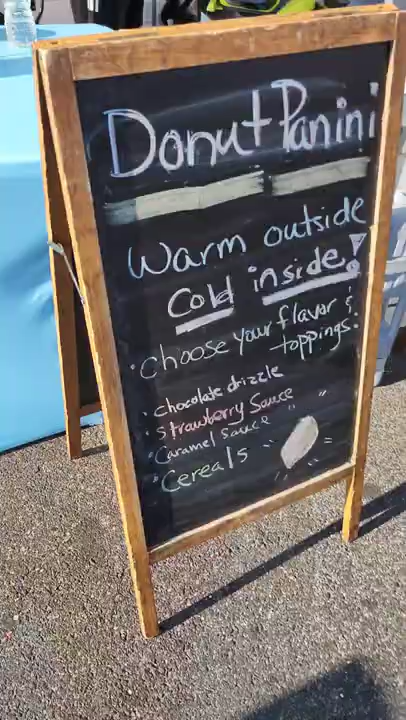 Donut Panini
Warm outside
Cold inside!
• Choose your flavor &
toppings:
• chocolate drizzle
• strawberry Sauce
• Caramel sauce
• Cereals